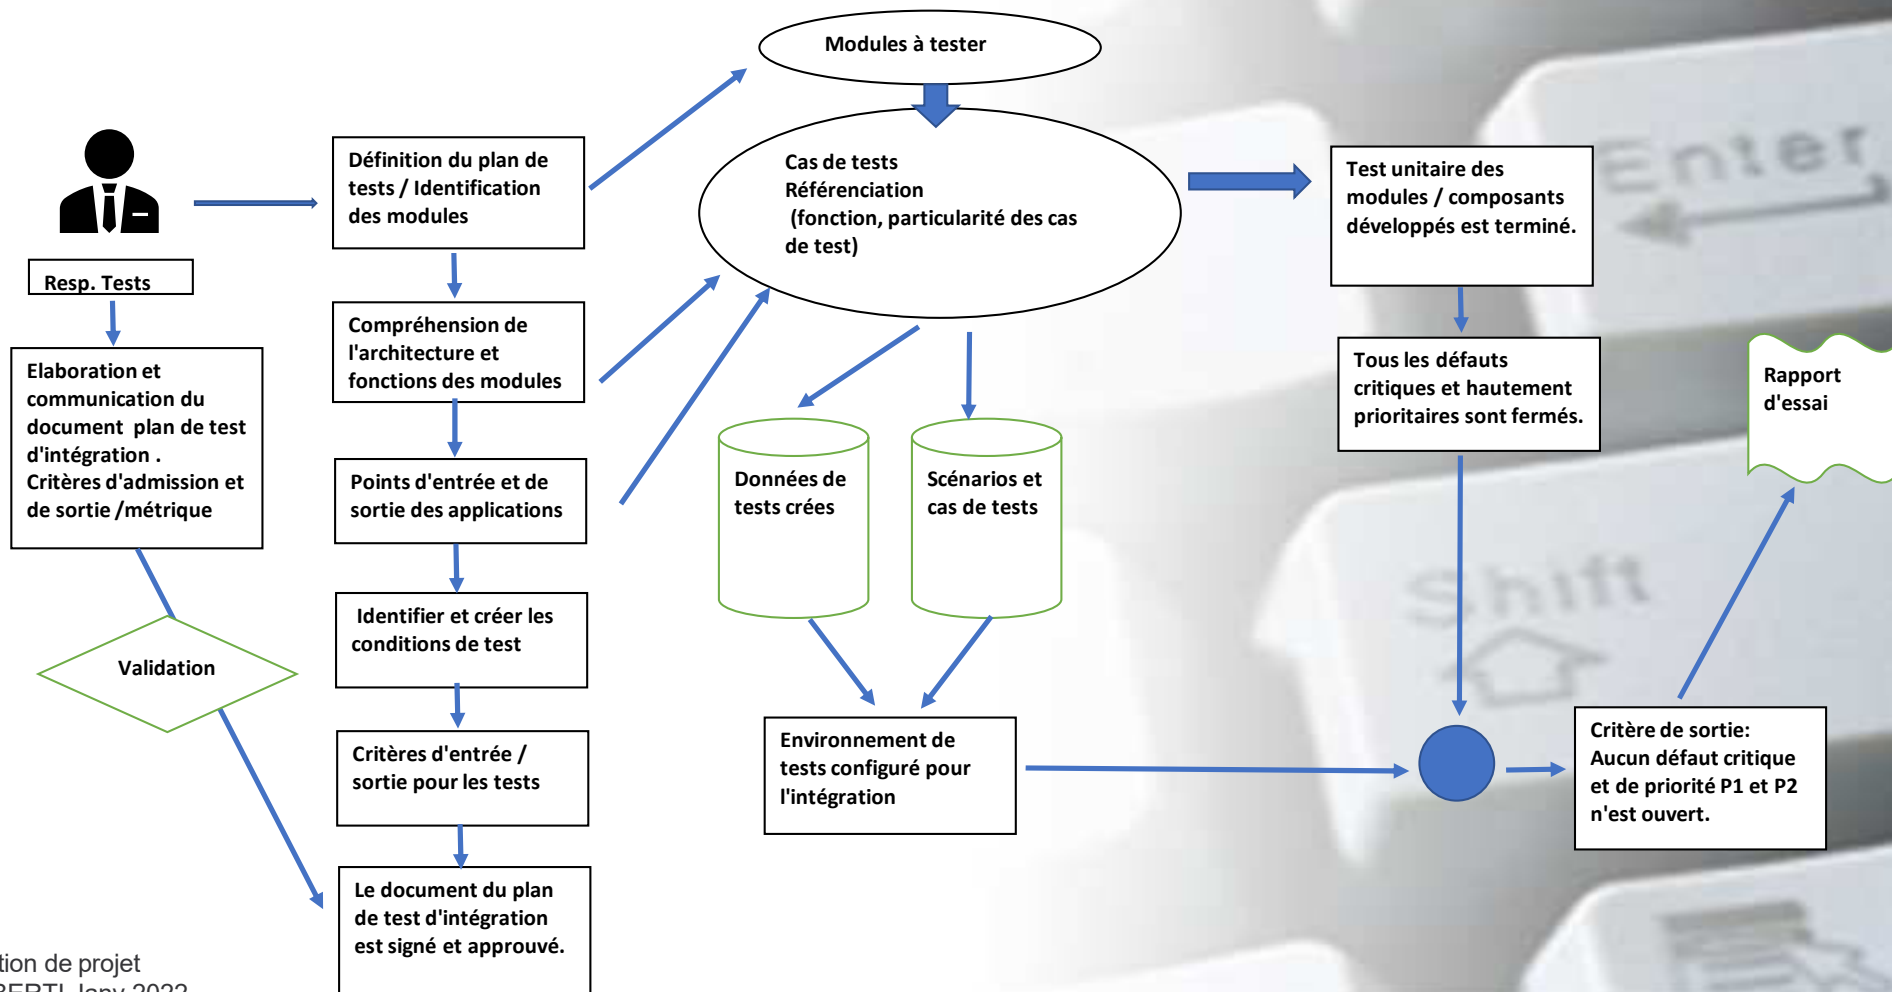 Modules à tester
Définition du plan de
tests / Identification
des modules
Cas de tests
Référenciation
(fonction, particularité des cas
de test)
Test unitaire des
modules / composants
développés est terminé.
Enter
Resp. Tests
Compréhension de
l'architecture et
fonctions des modules
Tous les défauts
critiques et hautement
prioritaires sont fermés.
Rapport
d'essai
Elaboration et
communication du
document plan de test
d'intégration .
Critères d'admission et
de sortie /métrique
Points d'entrée et de
sortie des applications
Données de
tests crées
Scénarios et
cas de tests
Shift
Identifier et créer les
conditions de test
Validation
Critères d'entrée /
sortie pour les tests
Environnement de
tests configuré pour
l'intégration
Critère de sortie:
Aucun défaut critique
et de priorité P1 et P2
n'est ouvert.
Le document du plan
de test d'intégration
est signé et approuvé.
de projet
2022